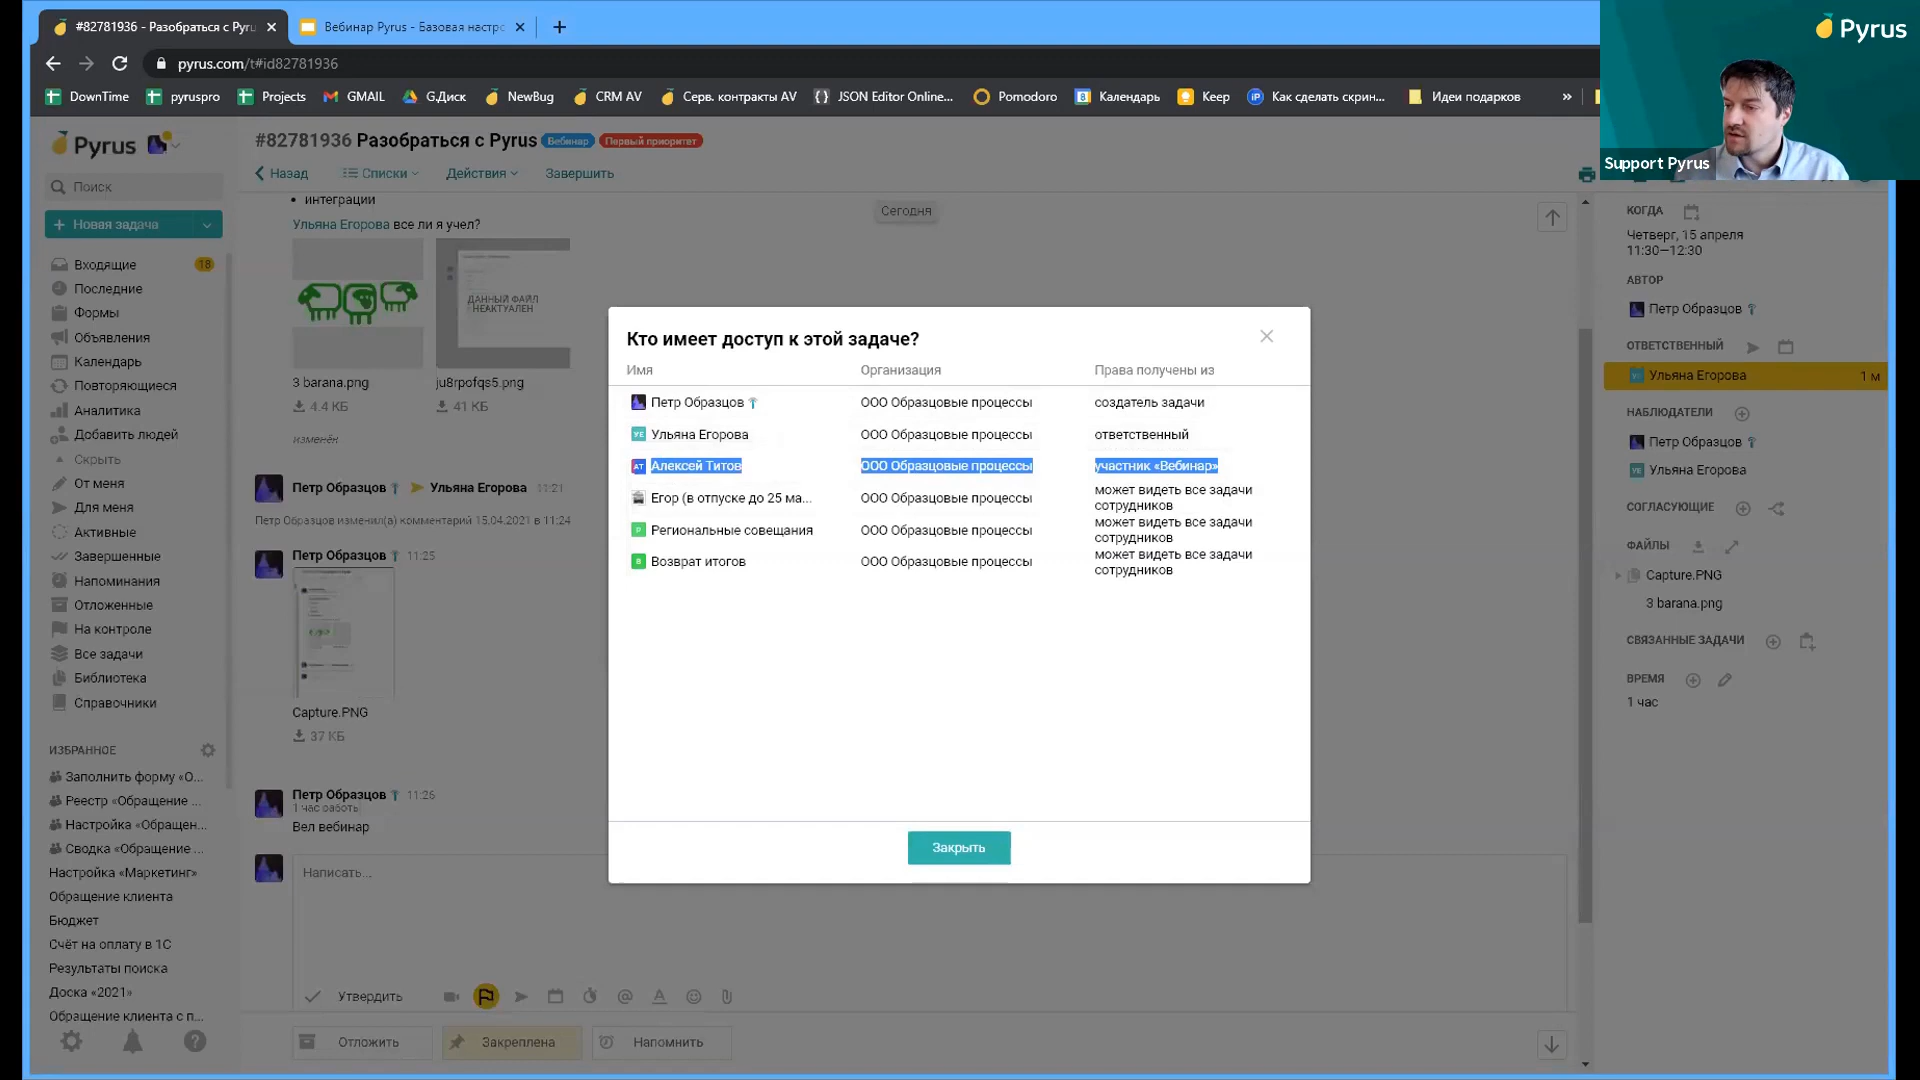 #82781936 - Разобраться с Pyru
Вебинар Pyrus - Базовая настро
pyrus.com/t#id82781936
DownTime
pyruspro
Projects
GMAIL
G.Диск
NewBug
CRM AV
Серв. контракты AV
JSON Editor Online...
Pomodoro
Календарь
Keep
Как сделать скрин...
Идеи подарков
»
Pyrus
Support Pyrus
Pyrus
Поиск
+ Новая задача
Входящие 18
Последние
Формы
Объявления
Календарь
Повторяющиеся
Аналитика
Добавить людей
Скрыть
От меня
Для меня
Активные
Завершенные
Напоминания
Отложенные
На контроле
Все задачи
Библиотека
Справочники
ИЗБРАННОЕ
Заполнить форму «О...
Реестр «Обращение ...
Настройка «Обращен...
Сводка «Обращение ...
Настройка «Маркетинг»
Обращение клиента
Бюджет
Счёт на оплату в 1С
Результаты поиска
Доска «2021»
Обращение клиента с п...
#82781936 Разобраться с Pyrus Вебинар Первый приоритет
Назад
Списки
Действия
Завершить
Сегодня
• интеграции
Ульяна Егорова все ли я учел?
ДАННЫЙ ФАЙЛ
НЕАКТУАЛЕН
3 barana.png
4.4 КБ
ju8rpofqs5.png
41 КБ
изменён
Петр Образцов Ульяна Егорова 11:21
Петр Образцов изменил(а) комментарий 15.04.2021 в 11:24
Петр Образцов 11:25
Capture.PNG
37 КБ
Петр Образцов 11:26
1 час работы
Вел вебинар
Написать...
Утвердить
Отложить
Закреплена
Напомнить
Кто имеет доступ к этой задаче?
Имя Организация Права получены из
Петр Образцов ООО Образцовые процессы создатель задачи
Ульяна Егорова ООО Образцовые процессы ответственный
Алексей Титов ООО Образцовые процессы участник «Вебинар»
Егор (в отпуске до 25 ма... ООО Образцовые процессы может видеть все задачи
сотрудников
Региональные совещания ООО Образцовые процессы может видеть все задачи
сотрудников
Возврат итогов ООО Образцовые процессы может видеть все задачи
сотрудников
Закрыть
КОГДА
Четверг, 15 апреля
11:30—12:30
АВТОР
Петр Образцов
ОТВЕТСТВЕННЫЙ
Ульяна Егорова 1 м
НАБЛЮДАТЕЛИ
Петр Образцов
Ульяна Егорова
СОГЛАСУЮЩИЕ
ФАЙЛЫ
Capture.PNG
3 barana.png
СВЯЗАННЫЕ ЗАДАЧИ
ВРЕМЯ
1 час